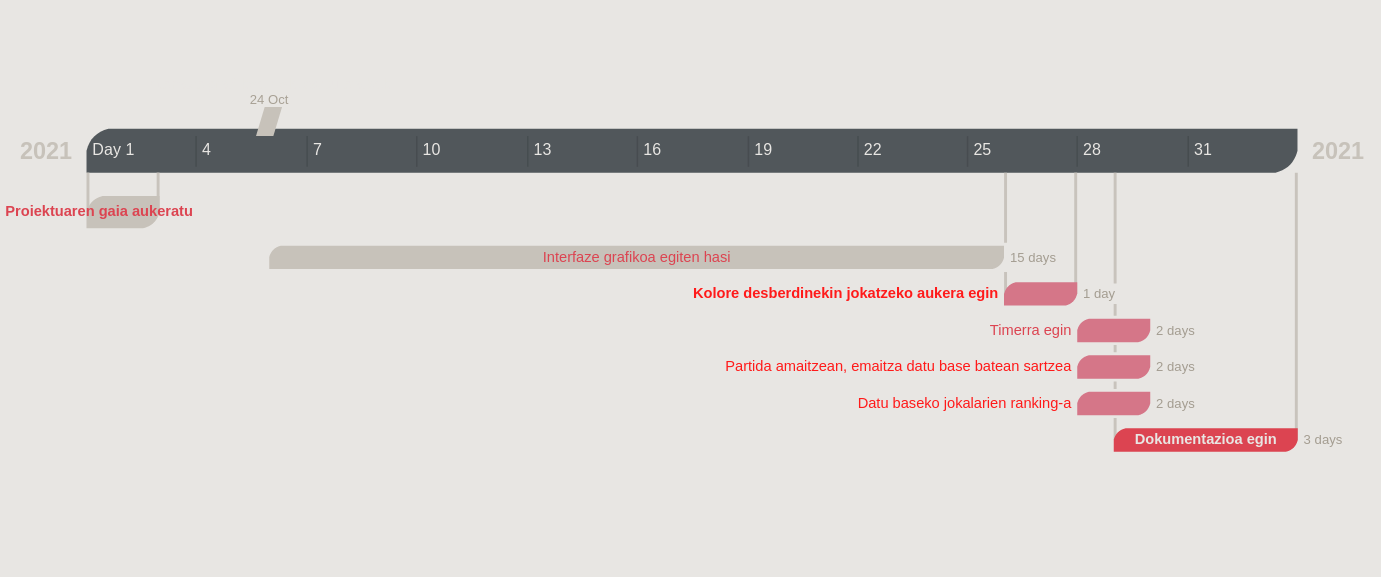 24 Oct
2021
Day 1 4 7 10 13 16 19 22 25 28 31
2021
Proiektuaren gaia aukeratu
Interfaze grafikoa egiten hasi 15 days
Kolore desberdinekin jokatzeko aukera egin 1 day
Timerra egin 2 days
Partida amaitzean, emaitza datu base batean sartzea 2 days
Datu baseko jokalarien ranking-a 2 days
Dokumentazioa egin 3 days